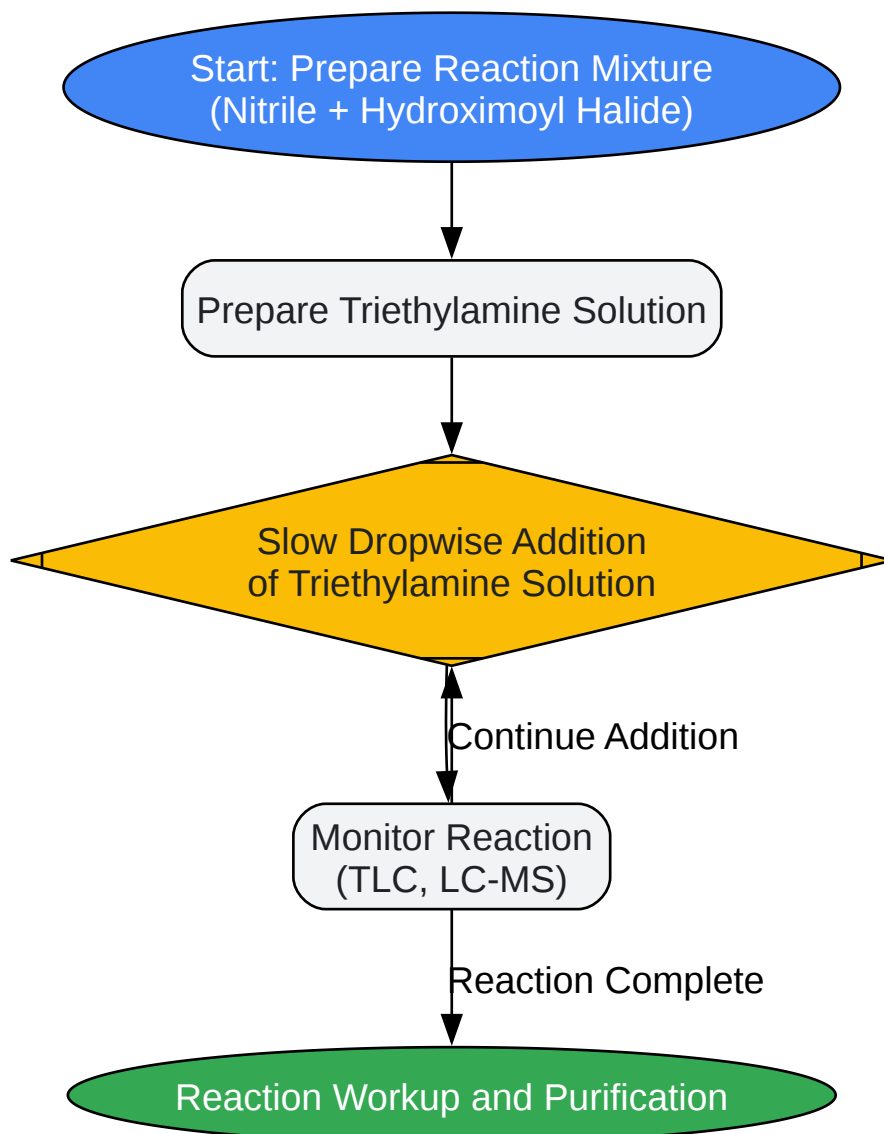 Start: Prepare Reaction Mixture
(Nitrile + Hydroximoyl Halide)
Prepare Triethylamine Solution
Slow Dropwise Addition
of Triethylamine Solution
Continue Addition
Monitor Reaction
(TLC, LC-MS)
Reaction Complete
Reaction Workup and Purification